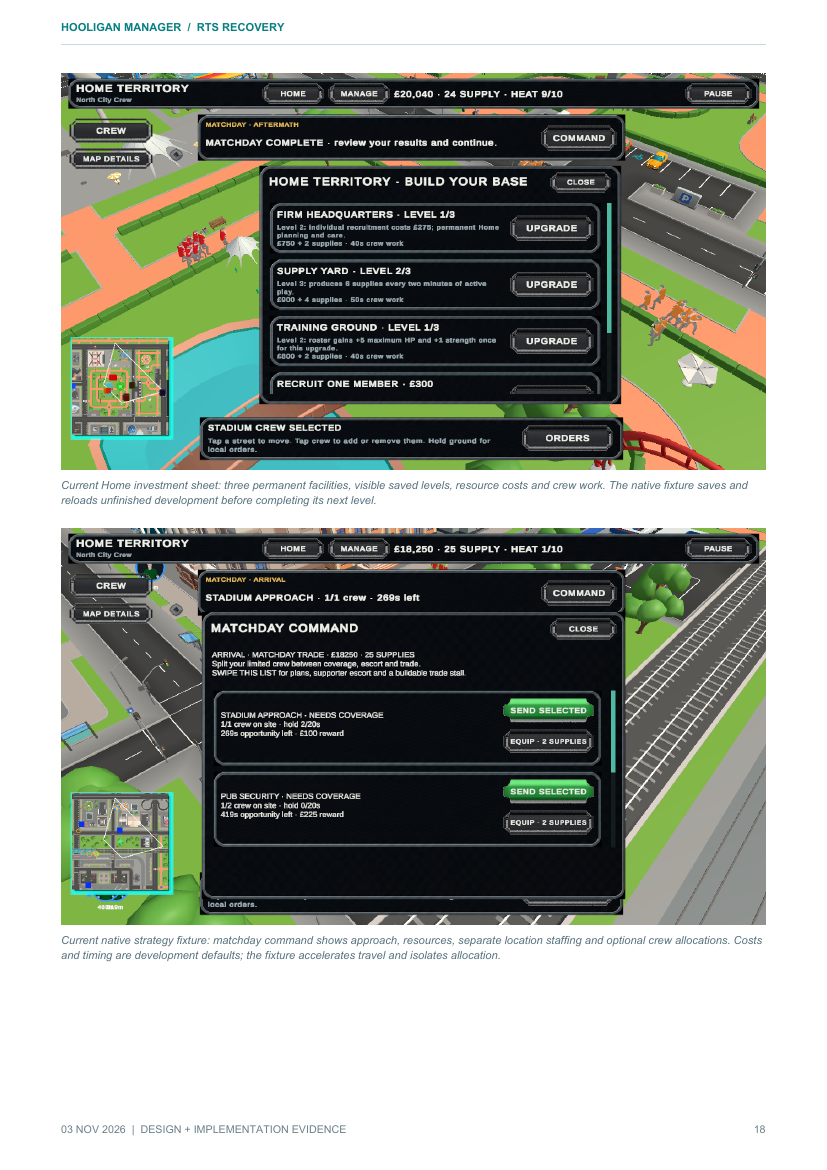 HOOLIGAN MANAGER / RTS RECOVERY
HOME TERRITORY
North City Crew
HOME
MANAGE
£20,040 · 24 SUPPLY · HEAT 9/10
PAUSE
CREW
MAP DETAILS
MATCHDAY · AFTERMATH
MATCHDAY COMPLETE · review your results and continue.
COMMAND
HOME TERRITORY · BUILD YOUR BASE
CLOSE
FIRM HEADQUARTERS · LEVEL 1/3
Level 2: individual recruitment costs £275; permanent Home
planning and care.
£750 + 2 supplies · 40s crew work
UPGRADE
SUPPLY YARD · LEVEL 2/3
Level 3: produces 6 supplies every two minutes of active
play.
£900 + 4 supplies · 50s crew work
UPGRADE
TRAINING GROUND · LEVEL 1/3
Level 2: roster gains +5 maximum HP and +1 strength once
for this upgrade.
£800 + 2 supplies · 40s crew work
UPGRADE
RECRUIT ONE MEMBER · £300
STADIUM CREW SELECTED
Tap a street to move. Tap crew to add or remove them. Hold ground for
local orders.
ORDERS
Current Home investment sheet: three permanent facilities, visible saved levels, resource costs and crew work. The native fixture saves and
reloads unfinished development before completing its next level.
HOME TERRITORY
North City Crew
HOME
MANAGE
£18,250 · 25 SUPPLY · HEAT 1/10
PAUSE
CREW
MAP DETAILS
MATCHDAY · ARRIVAL
STADIUM APPROACH · 1/1 crew · 269s left
COMMAND
MATCHDAY COMMAND
CLOSE
ARRIVAL · MATCHDAY TRADE · £18250 · 25 SUPPLIES
Split your limited crew between coverage, escort and trade.
SWIPE THIS LIST for plans, supporter escort and a buildable trade stall.
STADIUM APPROACH · NEEDS COVERAGE
1/1 crew on site · hold 2/20s
269s opportunity left · £100 reward
SEND SELECTED
EQUIP · 2 SUPPLIES
PUB SECURITY · NEEDS COVERAGE
1/2 crew on site · hold 0/20s
419s opportunity left · £225 reward
SEND SELECTED
EQUIP · 2 SUPPLIES
local orders.
Current native strategy fixture: matchday command shows approach, resources, separate location staffing and optional crew allocations. Costs
and timing are development defaults; the fixture accelerates travel and isolates allocation.
03 NOV 2026 | DESIGN + IMPLEMENTATION EVIDENCE
18